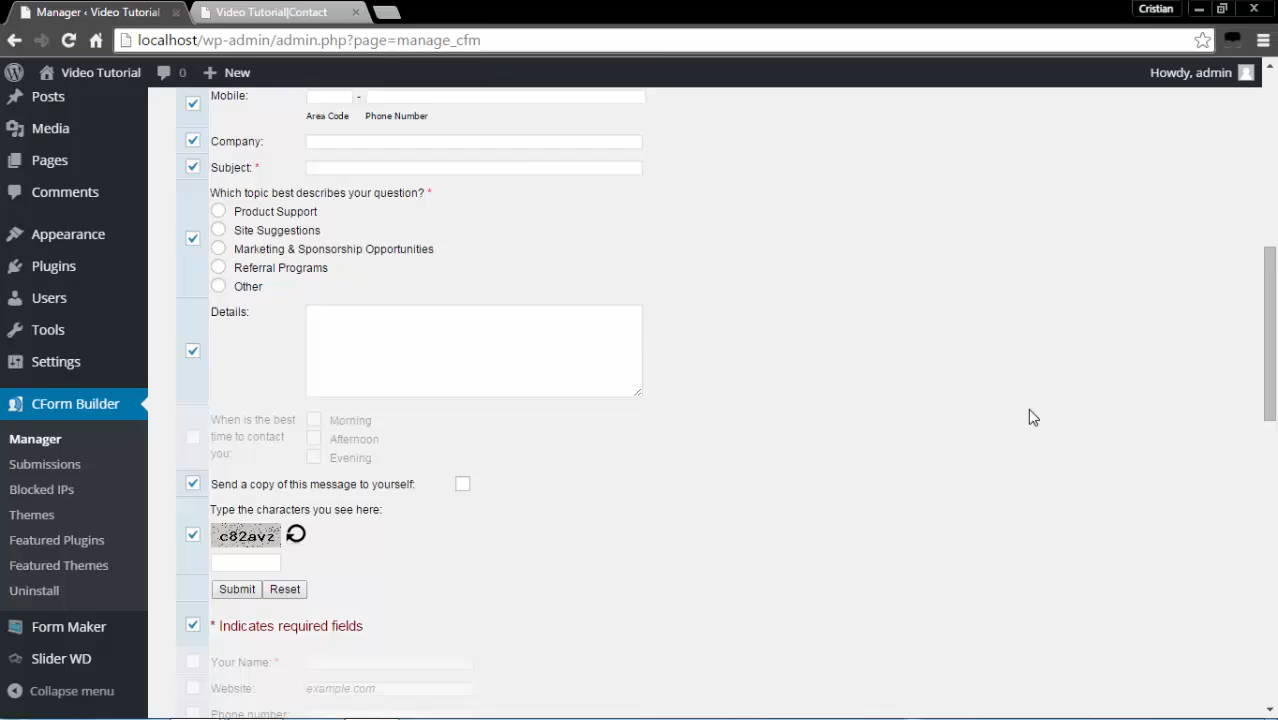 Manager ‹ Video Tutorial
Video Tutorial|Contact
Cristian
localhost/wp-admin/admin.php?page=manage_cfm
Video Tutorial
0
New
Howdy, admin
Posts
Media
Pages
Comments
Appearance
Plugins
Users
Tools
Settings
CForm Builder
Manager
Submissions
Blocked IPs
Themes
Featured Plugins
Featured Themes
Uninstall
Form Maker
Slider WD
Collapse menu
Mobile: -
Area Code Phone Number
Company:
Subject: *
Which topic best describes your question? *
Product Support
Site Suggestions
Marketing & Sponsorship Opportunities
Referral Programs
Other
Details:
When is the best
time to contact
you:
Morning
Afternoon
Evening
Send a copy of this message to yourself:
Type the characters you see here:
c82avz
Submit Reset
* Indicates required fields
Your Name: *
Website: example.com
Phone number: